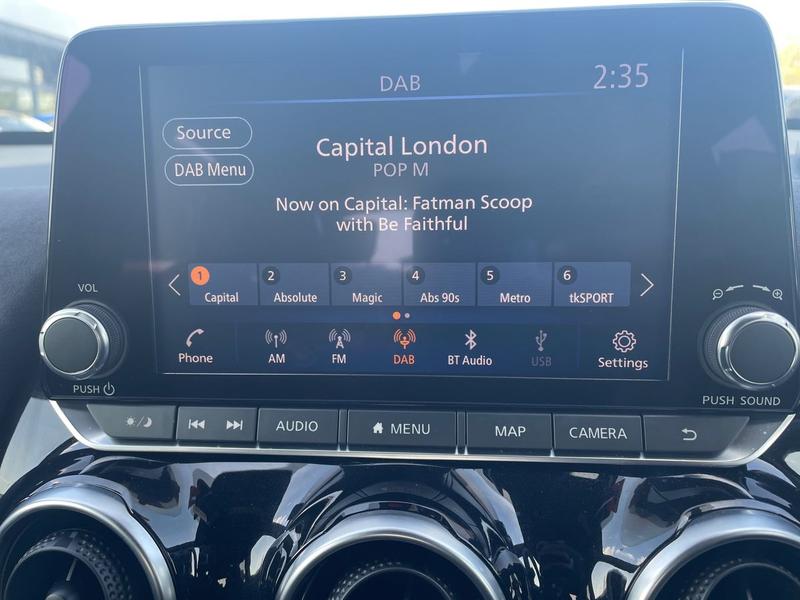 DAB
2:35
Source
DAB Menu
Capital London
POP M
Now on Capital: Fatman Scoop
with Be Faithful
1 Capital
2 Absolute
3 Magic
4 Abs 90s
5 Metro
6 tkSPORT
Phone
AM
FM
DAB
BT Audio
USB
Settings
VOL
PUSH
PUSH SOUND
AUDIO
MENU
MAP
CAMERA